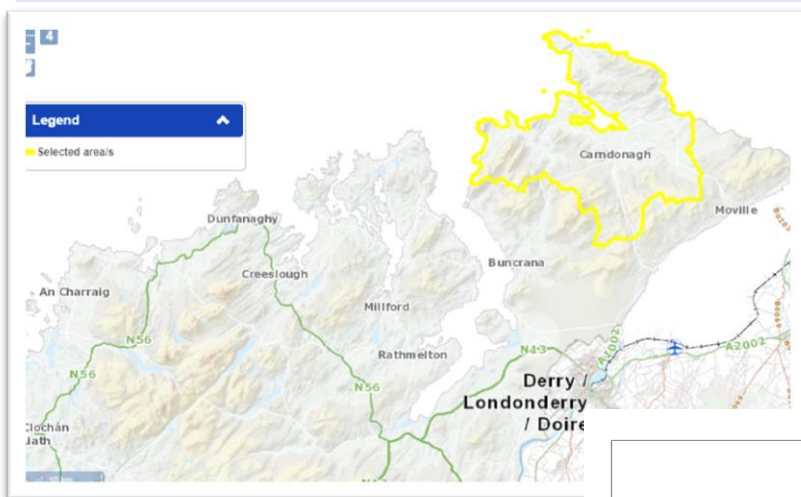 4
Legend
Selected area/s
Carndonagh
Dunfanaghy
Moville
Buncrana
Creeslough
An Charraig
Millford
N56
Rathmelton
N13
A2002
A2002
N56
N56
Derry /
Londonderry
/ Doire
Clochán
Liath